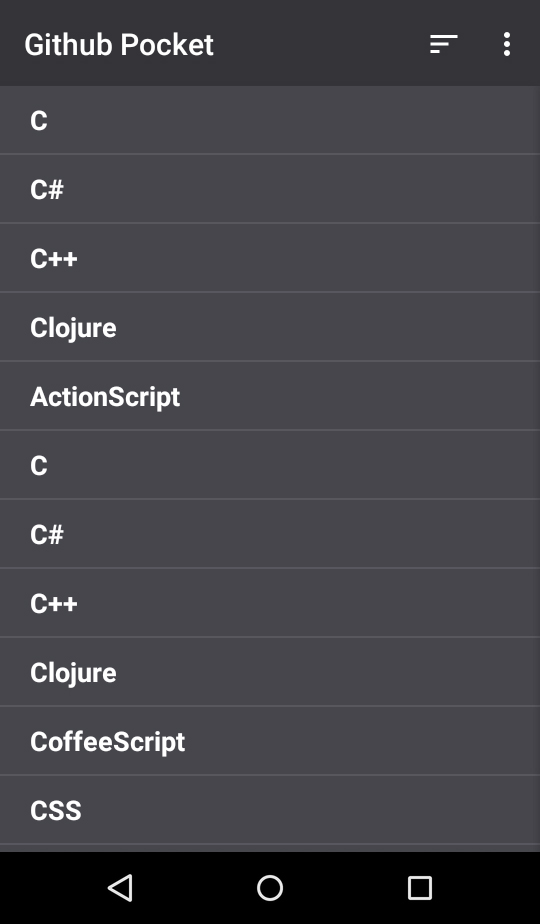 Github Pocket
C
C#
C++
Clojure
ActionScript
C
C#
C++
Clojure
CoffeeScript
CSS